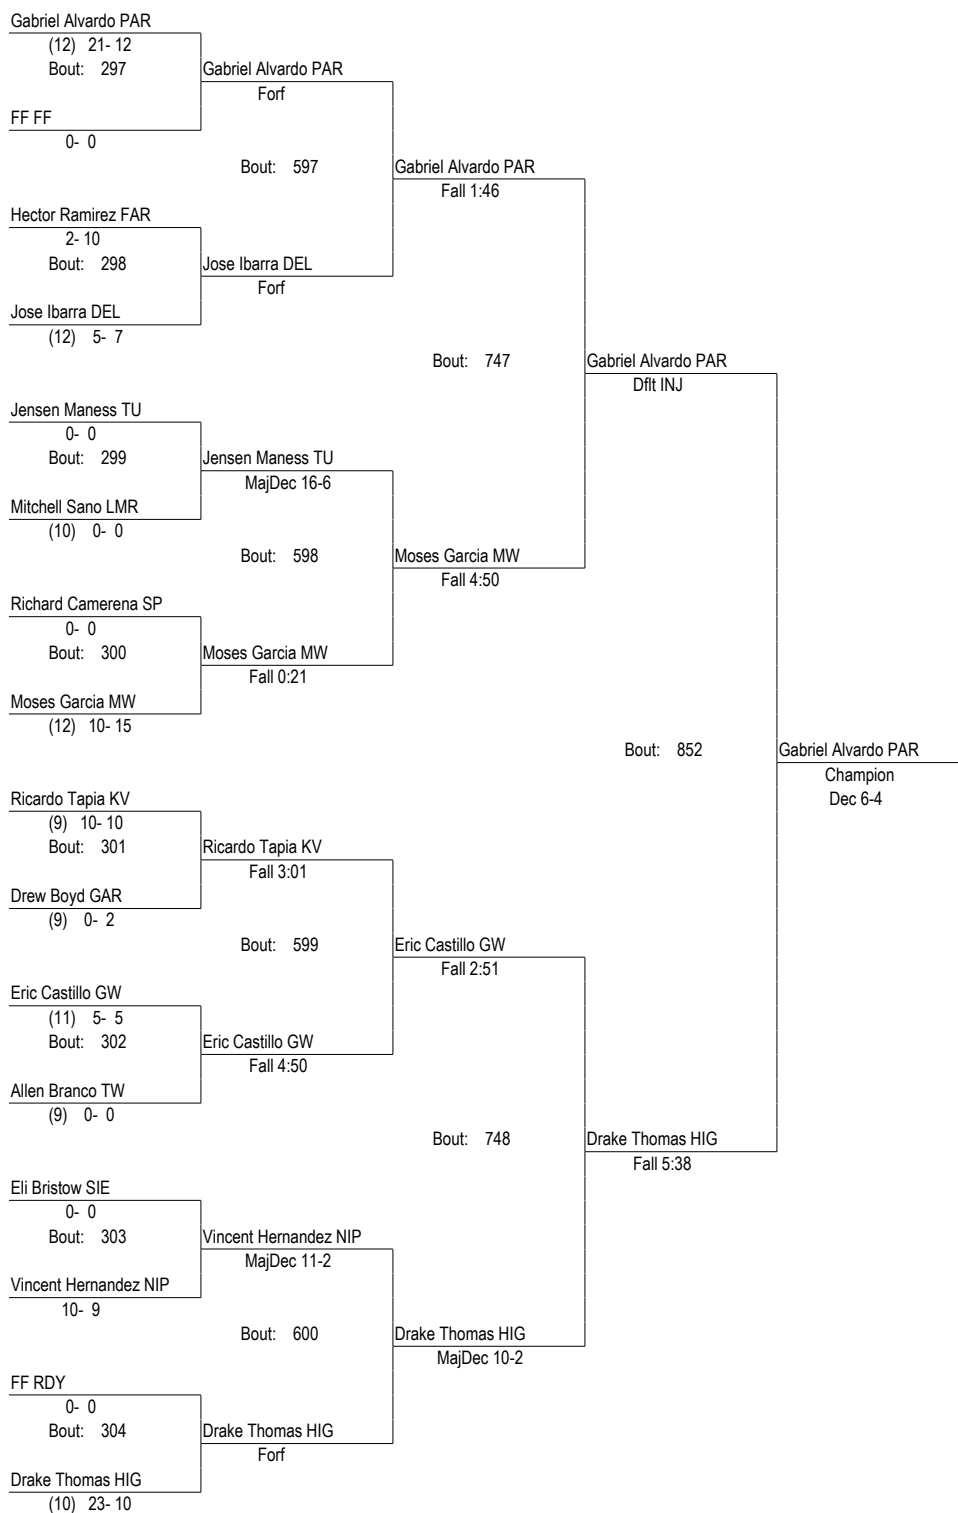 Gabriel Alvardo PAR
(12) 21- 12
Bout: 297
Gabriel Alvardo PAR
Forf
FF FF
0- 0
Bout: 597
Gabriel Alvardo PAR
Fall 1:46
Hector Ramirez FAR
2- 10
Bout: 298
Jose Ibarra DEL
Forf
Jose Ibarra DEL
(12) 5- 7
Bout: 747
Gabriel Alvardo PAR
Dflt INJ
Jensen Maness TU
0- 0
Bout: 299
Jensen Maness TU
MajDec 16-6
Mitchell Sano LMR
(10) 0- 0
Bout: 598
Moses Garcia MW
Fall 4:50
Richard Camerena SP
0- 0
Bout: 300
Moses Garcia MW
Fall 0:21
Moses Garcia MW
(12) 10- 15
Bout: 852
Gabriel Alvardo PAR
Champion
Dec 6-4
Ricardo Tapia KV
(9) 10- 10
Bout: 301
Ricardo Tapia KV
Fall 3:01
Drew Boyd GAR
(9) 0- 2
Bout: 599
Eric Castillo GW
Fall 2:51
Eric Castillo GW
(11) 5- 5
Bout: 302
Eric Castillo GW
Fall 4:50
Allen Branco TW
(9) 0- 0
Bout: 748
Drake Thomas HIG
Fall 5:38
Eli Bristow SIE
0- 0
Bout: 303
Vincent Hernandez NIP
MajDec 11-2
Vincent Hernandez NIP
10- 9
Bout: 600
Drake Thomas HIG
MajDec 10-2
FF RDY
0- 0
Bout: 304
Drake Thomas HIG
Forf
Drake Thomas HIG
(10) 23- 10